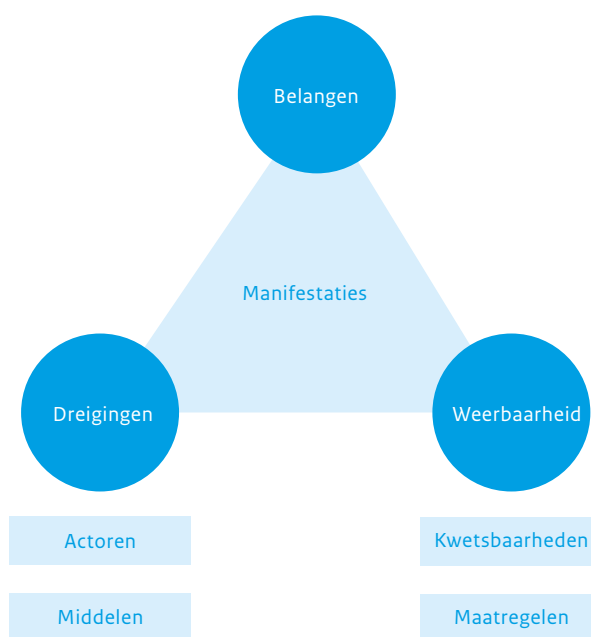 Belangen
Manifestaties
Dreigingen
Weerbaarheid
Actoren
Kwetsbaarheden
Middelen
Maatregelen